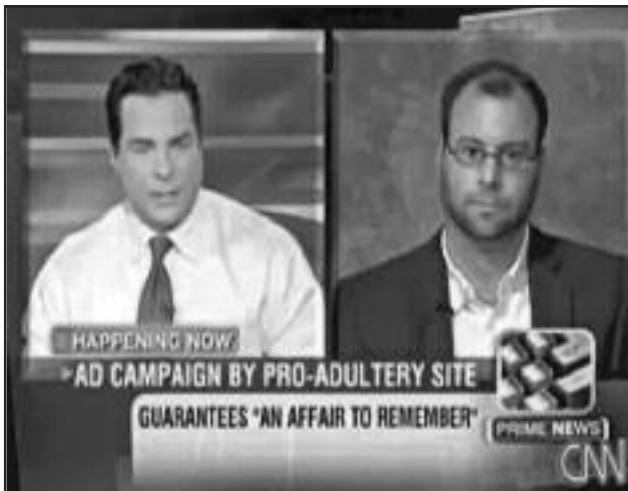 HAPPENING NOW
AD CAMPAIGN BY PRO-ADULTERY SITE
GUARANTEES "AN AFFAIR TO REMEMBER"
PRIME NEWS
CNN